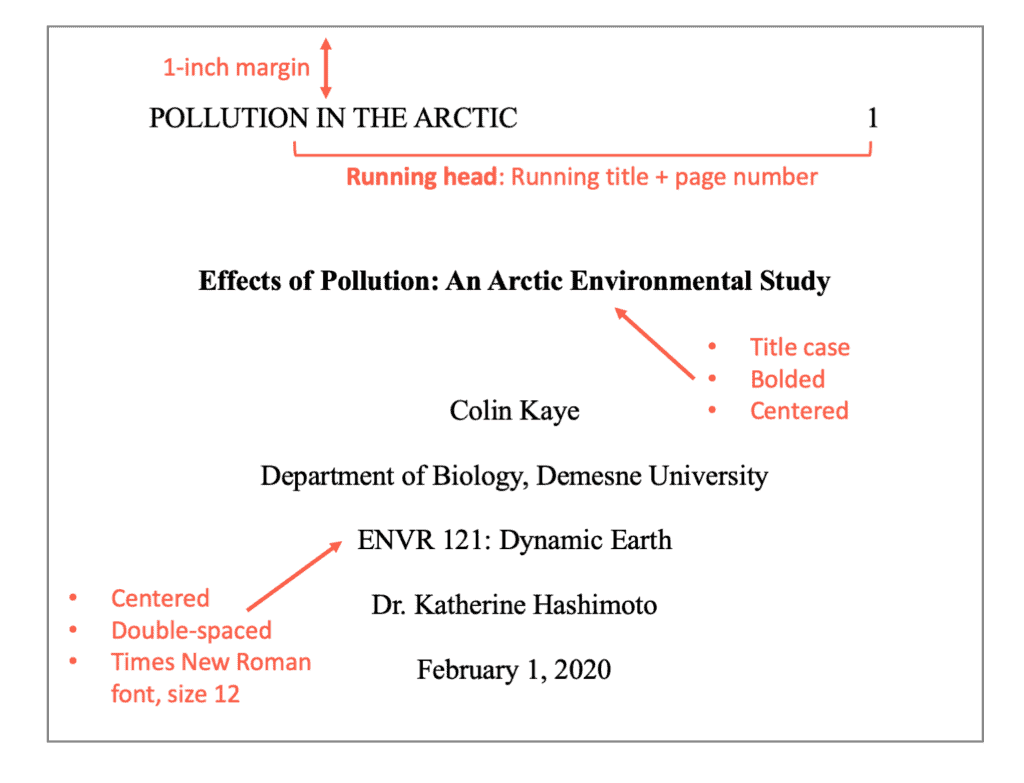 1-inch margin
POLLUTION IN THE ARCTIC 1
Running head: Running title + page number
Effects of Pollution: An Arctic Environmental Study
• Title case
• Bolded
• Centered
Colin Kaye
Department of Biology, Demesne University
ENVR 121: Dynamic Earth
Dr. Katherine Hashimoto
February 1, 2020
• Centered
• Double-spaced
• Times New Roman
font, size 12